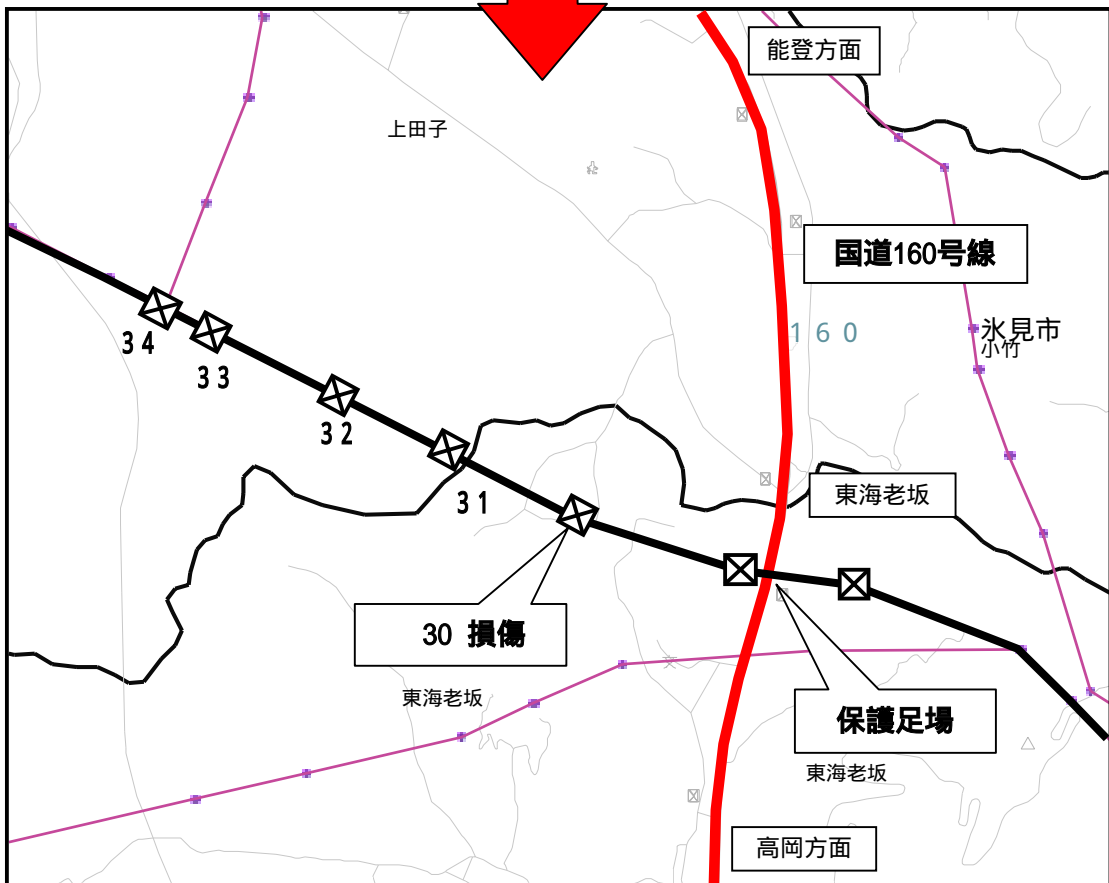 能登方面
上田子
国道160号線
160
氷見市
小竹
34
33
32
31
東海老坂
30 損傷
東海老坂
保護足場
東海老坂
高岡方面